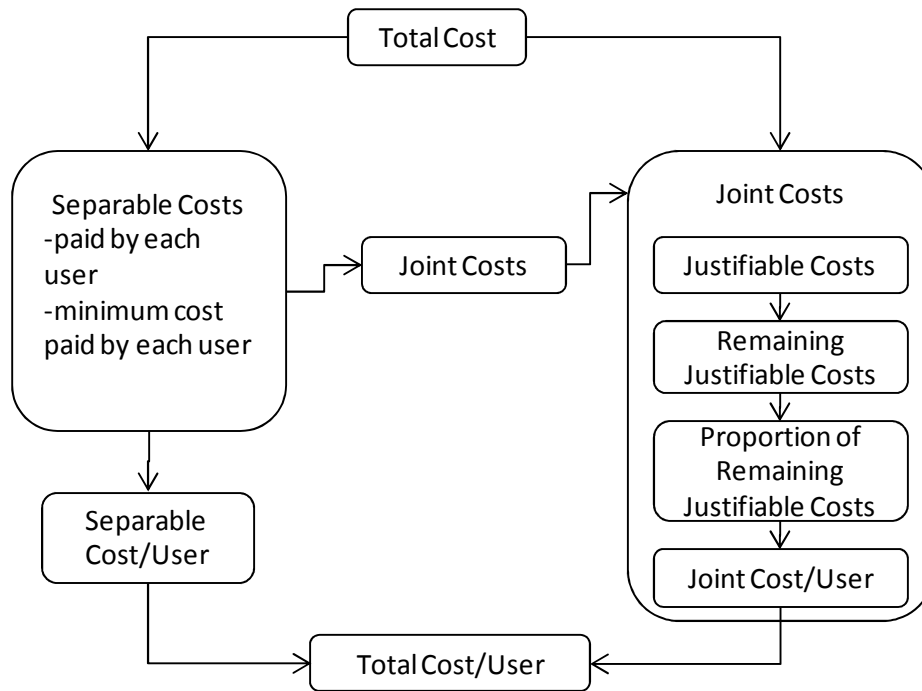 Total Cost
Separable Costs
-paid by each
user
-minimum cost
paid by each user
Joint Costs
Joint Costs
Justifiable Costs
Remaining
Justifiable Costs
Proportion of
Remaining
Justifiable Costs
Joint Cost/User
Separable
Cost/User
Total Cost/User